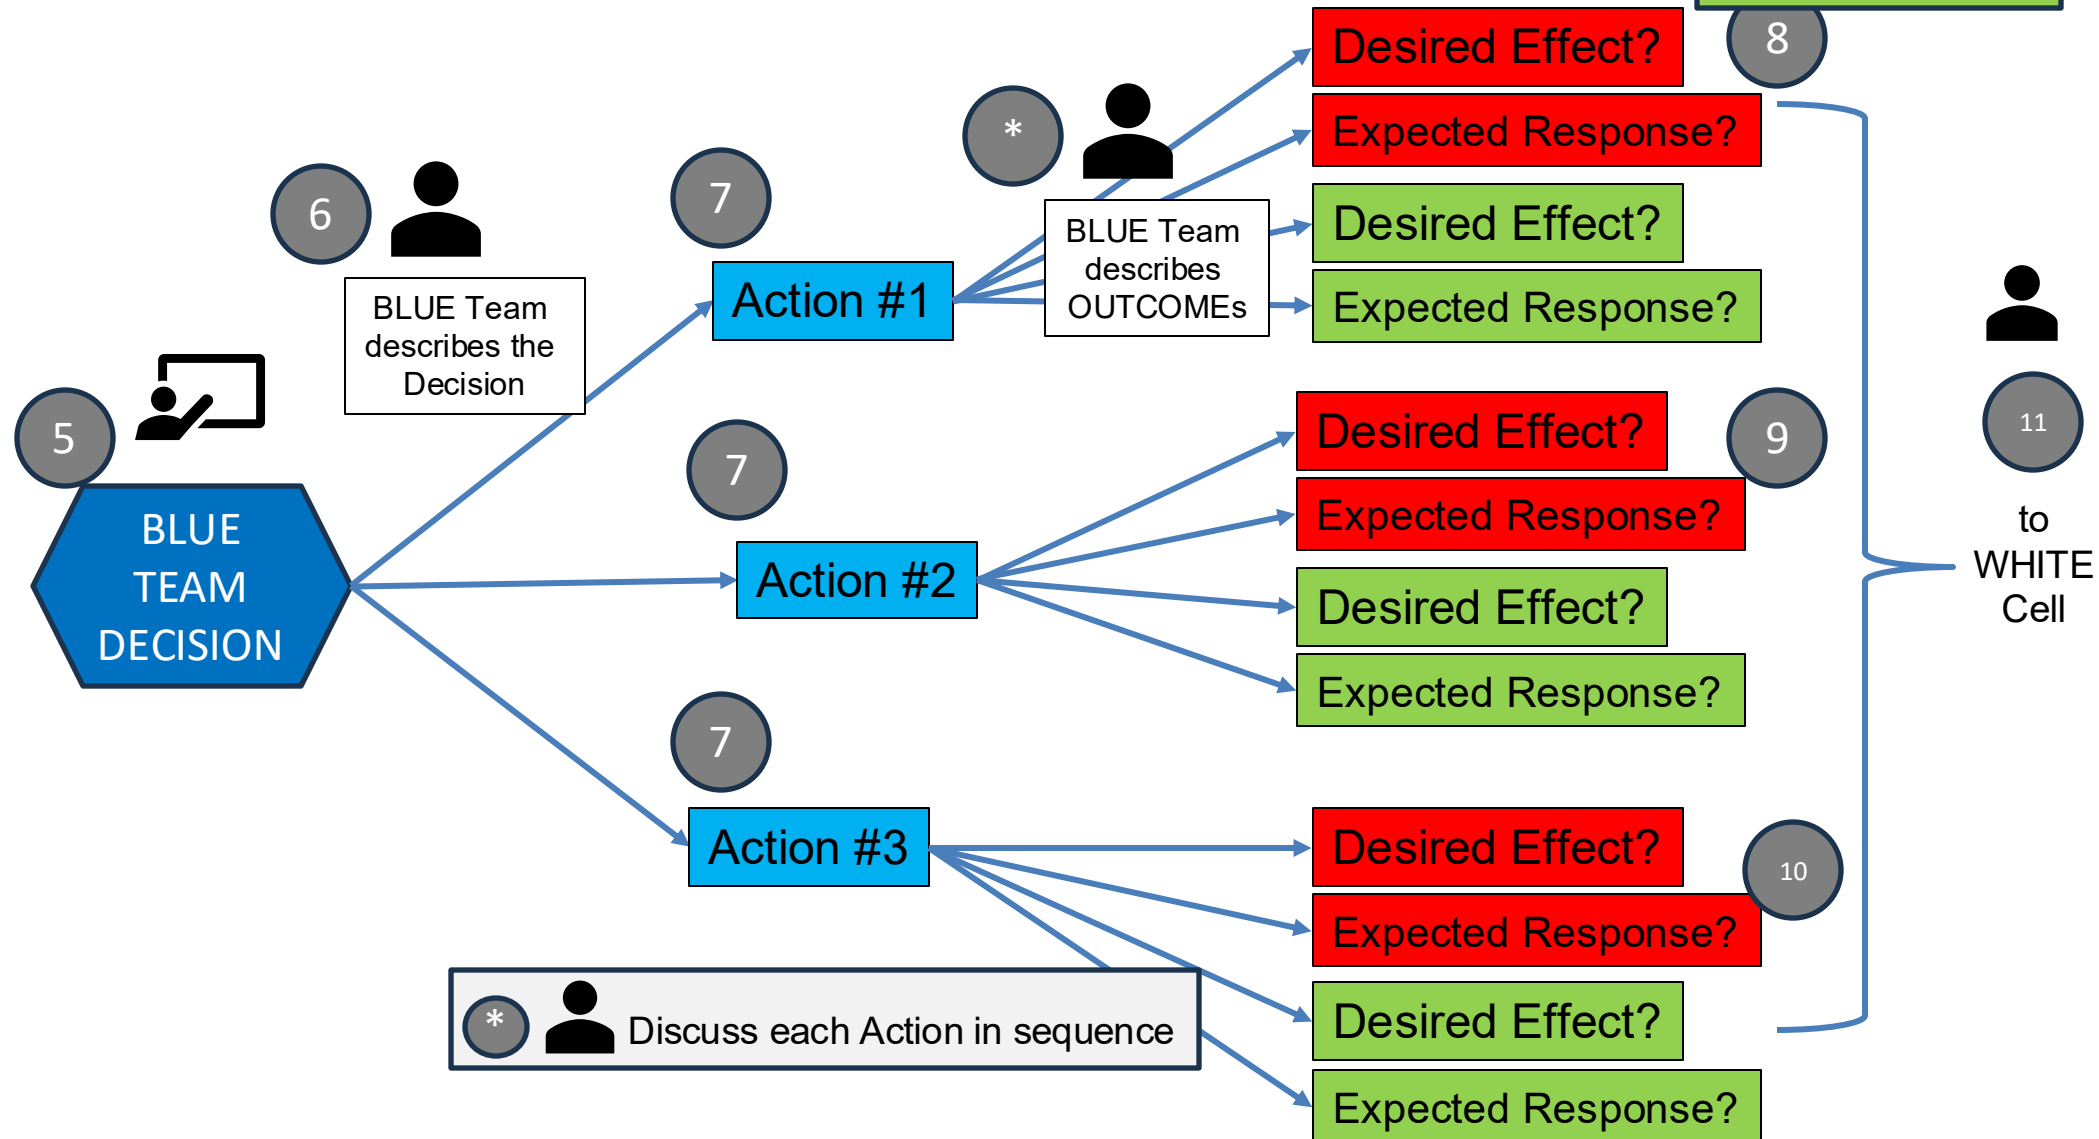 5
BLUE
TEAM
DECISION
6
BLUE Team
describes the
Decision
7
Action #1
7
Action #2
7
Action #3
*
BLUE Team
describes
OUTCOMEs
Desired Effect?
8
Expected Response?
Desired Effect?
Expected Response?
Desired Effect?
9
Expected Response?
Desired Effect?
Expected Response?
Desired Effect?
10
Expected Response?
Desired Effect?
Expected Response?
11
to
WHITE
Cell
* Discuss each Action in sequence